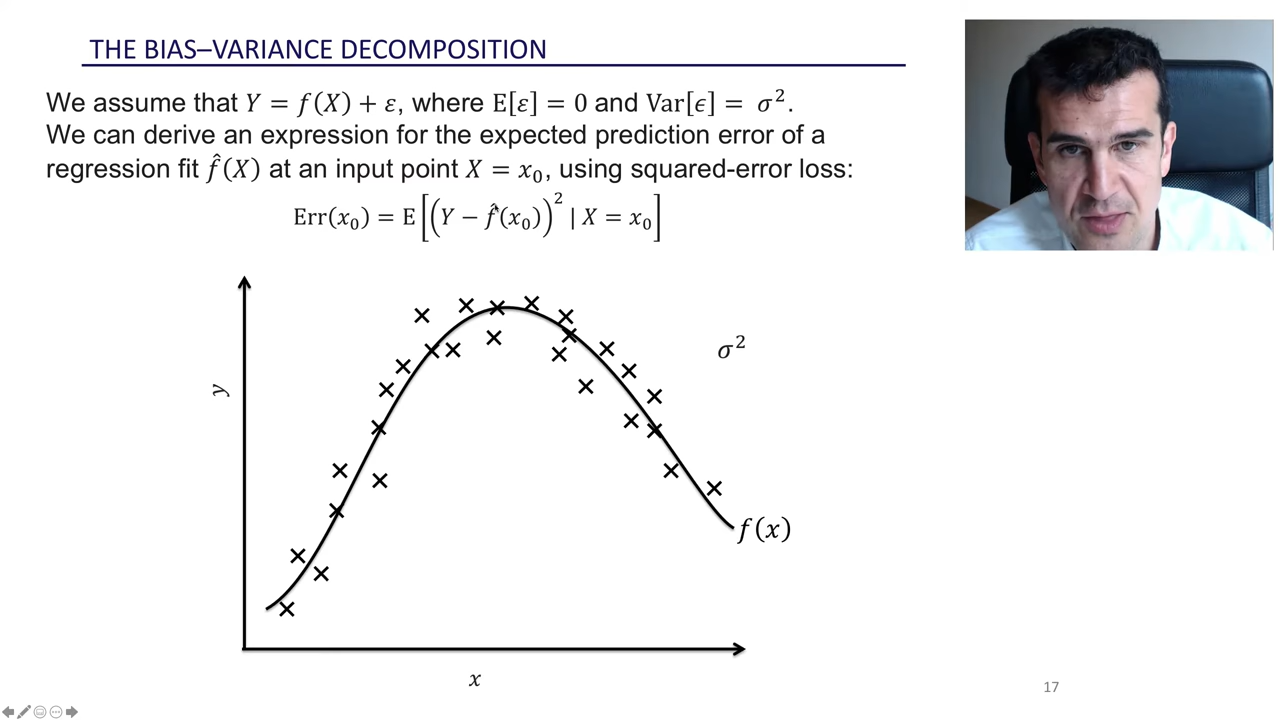 THE BIAS–VARIANCE DECOMPOSITION
We assume that Y = f(X) + ε, where E[ε] = 0 and Var[ϵ] = σ².
We can derive an expression for the expected prediction error of a
regression fit f̂(X) at an input point X = x₀, using squared-error loss:
Err(x₀) = E[(Y − f̂(x₀))² | X = x₀]
σ²
y
f(x)
x
17